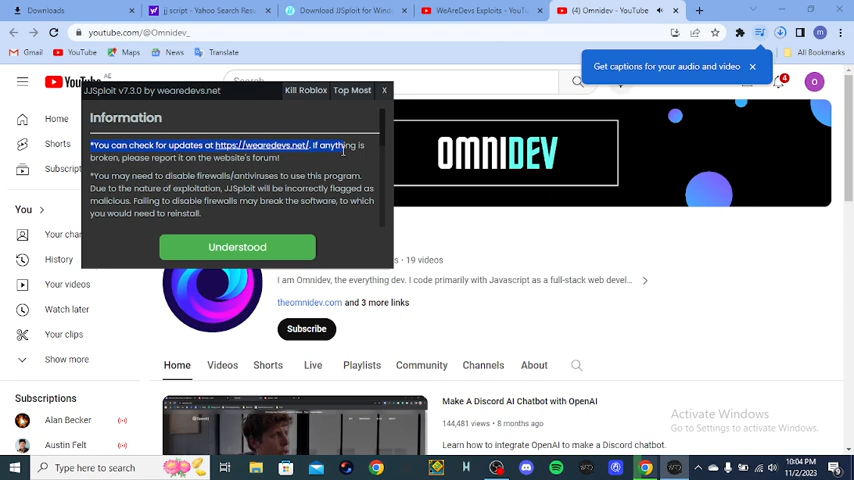 Downloads
jj script - Yahoo Search Resu
Download JJSploit for Window
WeAreDevs Exploits - YouTu
(4) Omnidev - YouTube
youtube.com/@Omnidev_
Gmail
YouTube
Maps
News
Translate
All Bookmarks
Get captions for your audio and video
YouTube
AE
Search
4
JJSploit v7.3.0 by wearedevs.net
Kill Roblox
Top Most
X
Information
*You can check for updates at https://wearedevs.net/. If anything is
broken, please report it on the website's forum!
*You may need to disable firewalls/antiviruses to use this program.
Due to the nature of exploitation, JJSploit will be incorrectly flagged as
malicious. Failing to disable firewalls may break the software, to which
you would need to reinstall.
Understood
OMNIDEV
Home
Shorts
Subscript
You
Your chan
History
Your videos
Watch later
Your clips
Show more
Subscriptions
Alan Becker
Austin Felt
s • 19 videos
I am Omnidev, the everything dev. I code primarily with Javascript as a full-stack web devel...
theomnidev.com and 3 more links
Subscribe
Home
Videos
Shorts
Live
Playlists
Community
Channels
About
Make A Discord AI Chatbot with OpenAI
144,481 views • 8 months ago
Learn how to integrate OpenAI to make a Discord chatbot.
Activate Windows
Go to Settings to activate Windows.
Type here to search
10:04 PM
11/2/2023